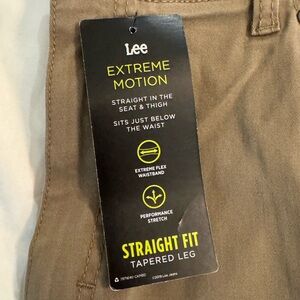 Lee
EXTREME
MOTION
STRAIGHT IN THE
SEAT & THIGH
SITS JUST BELOW
THE WAIST
EXTREME FLEX
WAISTBAND
PERFORMANCE
STRETCH
STRAIGHT FIT
TAPERED LEG